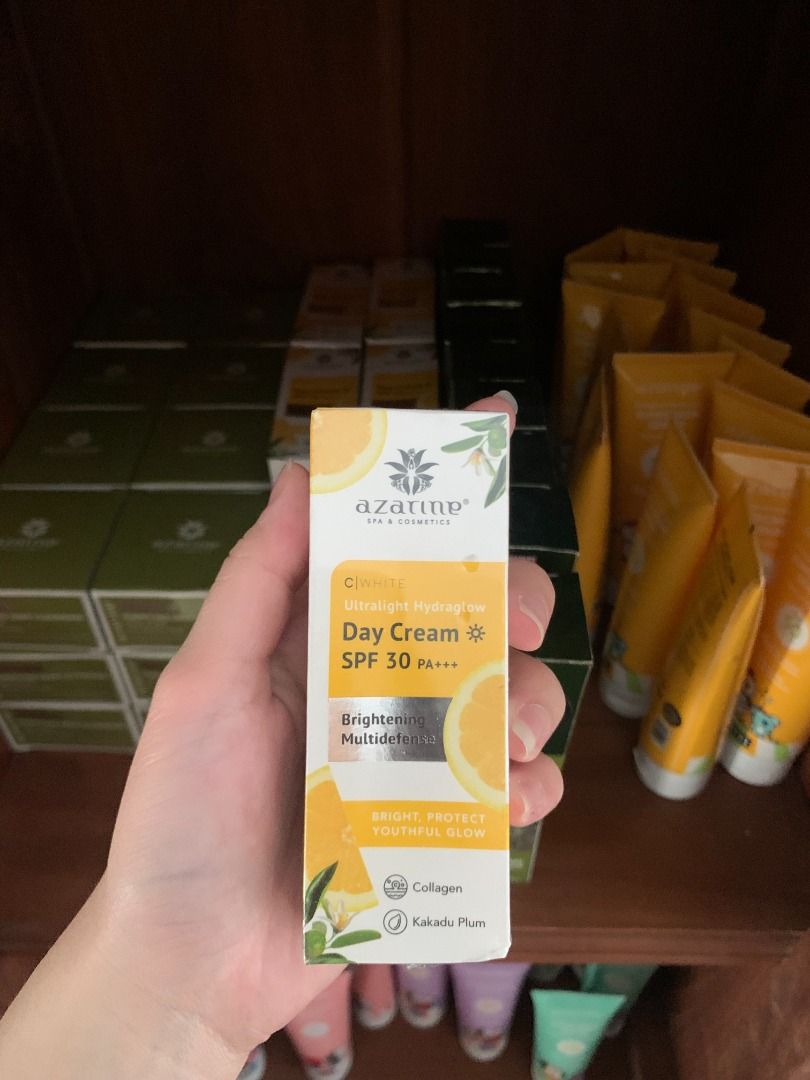 azarine®
SPA & COSMETICS
C|WHITE
Ultralight Hydraglow
Day Cream
SPF 30 PA+++
Brightening
Multidefense
BRIGHT, PROTECT
YOUTHFUL GLOW
Collagen
Kakadu Plum
azarine